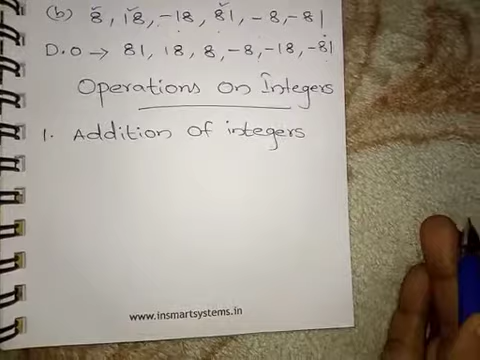 (b) 8, 18, -18, 81, -8, -81
D.O → 81, 18, 8, -8, -18, -81
Operations On Integers
1. Addition Of integers
www.insmartsystems.in